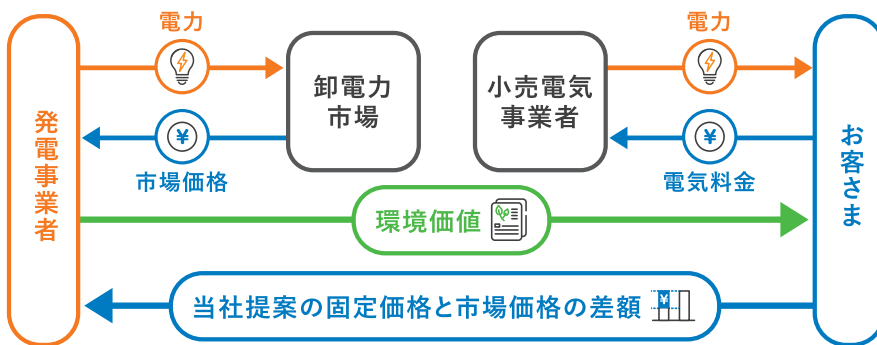 電力
電力
発電事業者
卸電力
市場
小売電気
事業者
お客さま
¥
¥
市場価格
電気料金
環境価値
当社提案の固定価格と市場価格の差額
¥